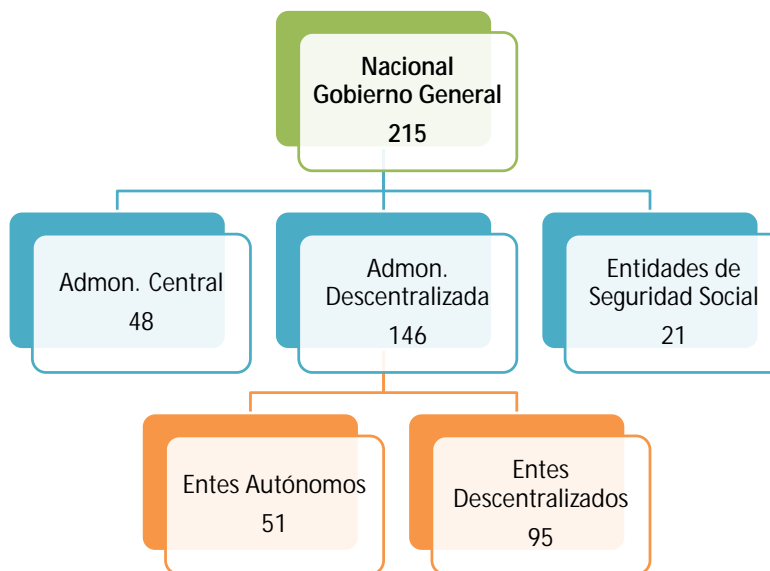 Nacional
Gobierno General
215
Admon. Central
48
Admon.
Descentralizada
146
Entidades de
Seguridad Social
21
Entes Autónomos
51
Entes
Descentralizados
95